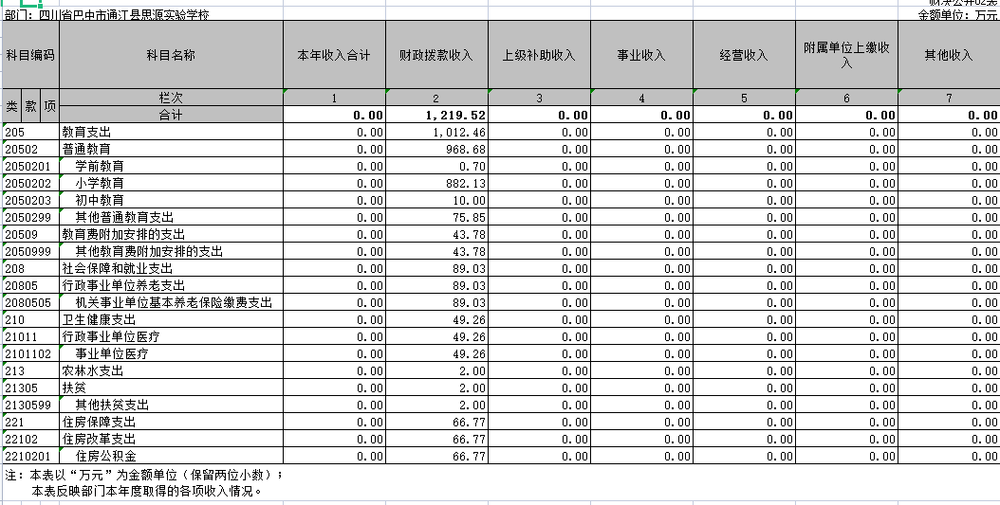 财决公开02表
部门：四川省巴中市通江县思源实验学校 金额单位：万元
科目编码 科目名称 本年收入合计 财政拨款收入 上级补助收入 事业收入 经营收入 附属单位上缴收入 其他收入
类 款 项 栏次 1 2 3 4 5 6 7
合计 0.00 1,219.52 0.00 0.00 0.00 0.00 0.00
205 教育支出 0.00 1,012.46 0.00 0.00 0.00 0.00 0.00
20502 普通教育 0.00 968.68 0.00 0.00 0.00 0.00 0.00
2050201 学前教育 0.00 0.70 0.00 0.00 0.00 0.00 0.00
2050202 小学教育 0.00 882.13 0.00 0.00 0.00 0.00 0.00
2050203 初中教育 0.00 10.00 0.00 0.00 0.00 0.00 0.00
2050299 其他普通教育支出 0.00 75.85 0.00 0.00 0.00 0.00 0.00
20509 教育费附加安排的支出 0.00 43.78 0.00 0.00 0.00 0.00 0.00
2050999 其他教育费附加安排的支出 0.00 43.78 0.00 0.00 0.00 0.00 0.00
208 社会保障和就业支出 0.00 89.03 0.00 0.00 0.00 0.00 0.00
20805 行政事业单位养老支出 0.00 89.03 0.00 0.00 0.00 0.00 0.00
2080505 机关事业单位基本养老保险缴费支出 0.00 89.03 0.00 0.00 0.00 0.00 0.00
210 卫生健康支出 0.00 49.26 0.00 0.00 0.00 0.00 0.00
21011 行政事业单位医疗 0.00 49.26 0.00 0.00 0.00 0.00 0.00
2101102 事业单位医疗 0.00 49.26 0.00 0.00 0.00 0.00 0.00
213 农林水支出 0.00 2.00 0.00 0.00 0.00 0.00 0.00
21305 扶贫 0.00 2.00 0.00 0.00 0.00 0.00 0.00
2130599 其他扶贫支出 0.00 2.00 0.00 0.00 0.00 0.00 0.00
221 住房保障支出 0.00 66.77 0.00 0.00 0.00 0.00 0.00
22102 住房改革支出 0.00 66.77 0.00 0.00 0.00 0.00 0.00
2210201 住房公积金 0.00 66.77 0.00 0.00 0.00 0.00 0.00
注：本表以“万元”为金额单位（保留两位小数）；
本表反映部门本年度取得的各项收入情况。